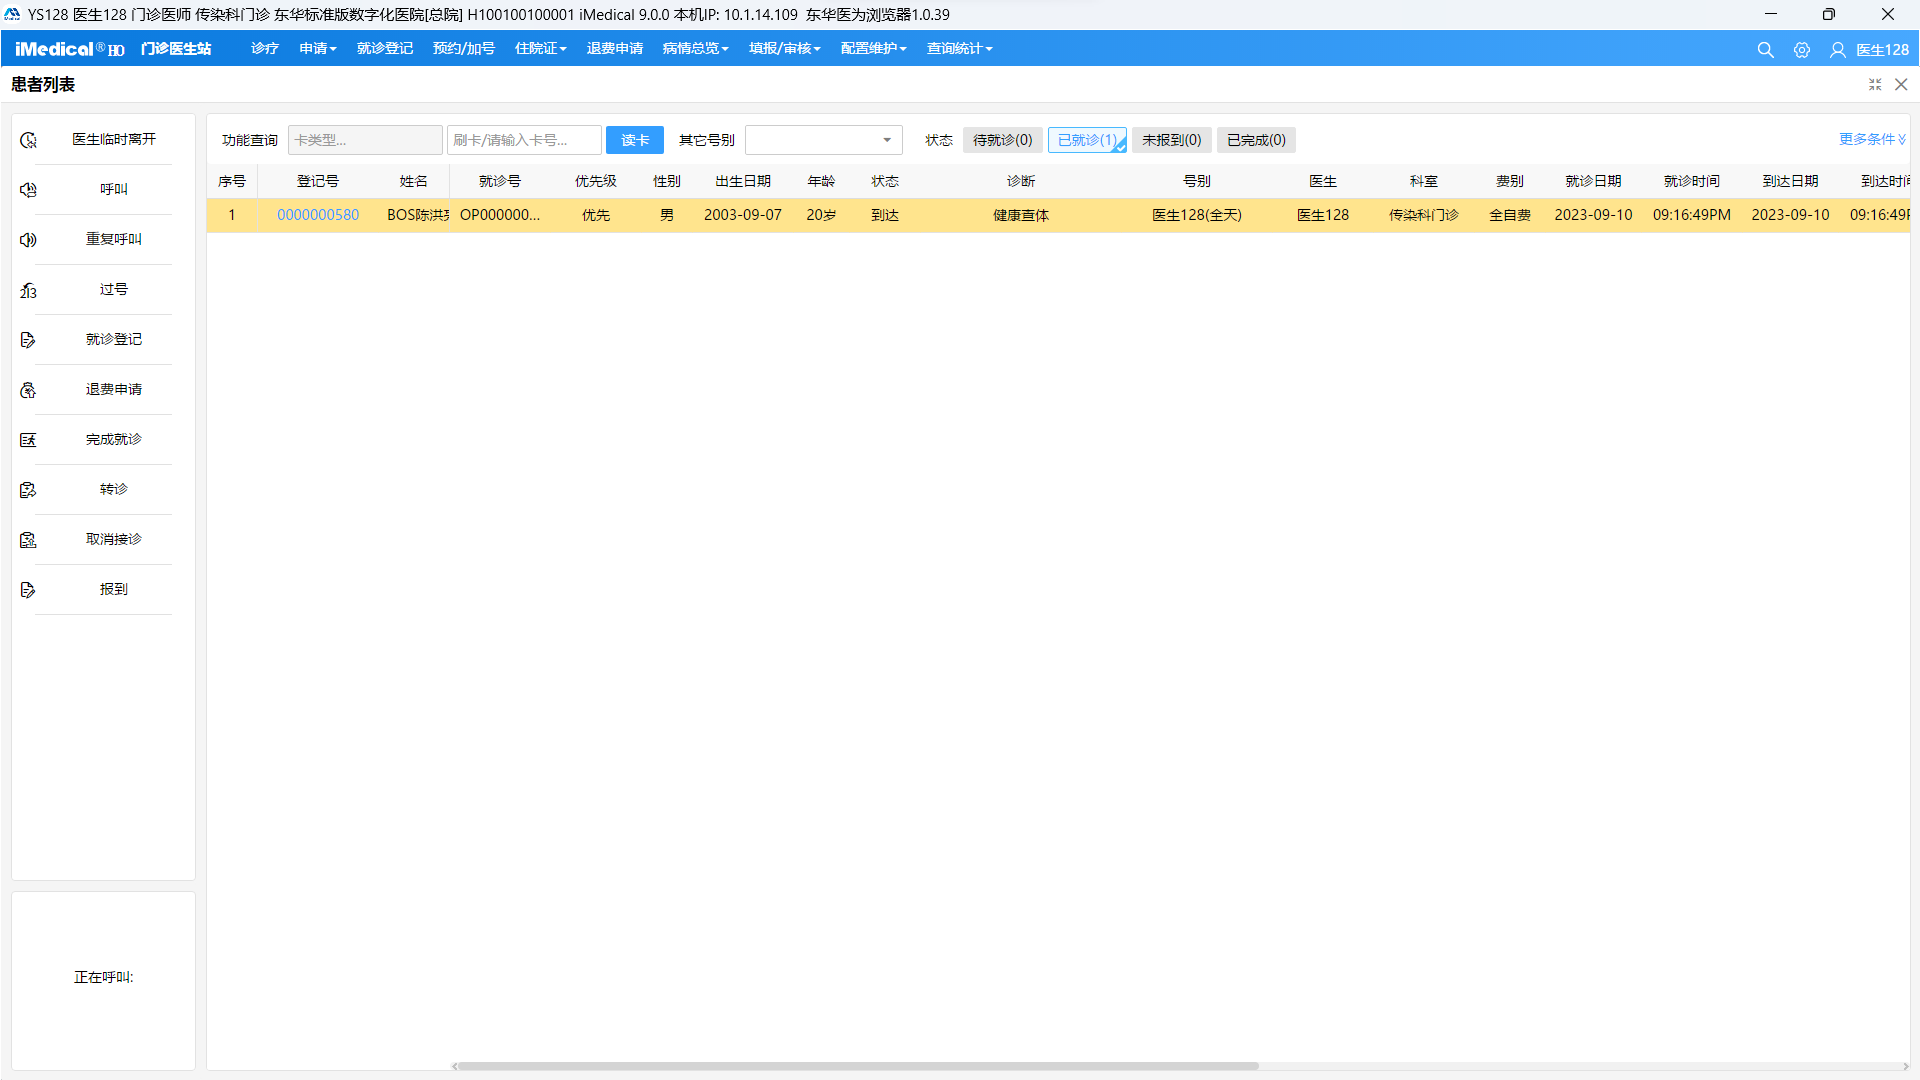 YS128 医生128 门诊医师 传染科门诊 东华标准版数字化医院[总院] H100100100001 iMedical 9.0.0 本机IP: 10.1.14.109 东华医为浏览器1.0.39
iMedical® HO 门诊医生站 诊疗 申请 就诊登记 预约/加号 住院证 退费申请 病情总览 填报/审核 配置维护 查询统计 医生128
患者列表
医生临时离开
呼叫
重复呼叫
过号
就诊登记
退费申请
完成就诊
转诊
取消接诊
报到
正在呼叫:
功能查询 卡类型... 刷卡/请输入卡号... 读卡 其它号别 状态 待就诊(0) 已就诊(1) 未报到(0) 已完成(0) 更多条件
序号 登记号 姓名 就诊号 优先级 性别 出生日期 年龄 状态 诊断 号别 医生 科室 费别 就诊日期 就诊时间 到达日期 到达时间
1 0000000580 BOS陈洪 OP000000... 优先 男 2003-09-07 20岁 到达 健康查体 医生128(全天) 医生128 传染科门诊 全自费 2023-09-10 09:16:49PM 2023-09-10 09:16:49P